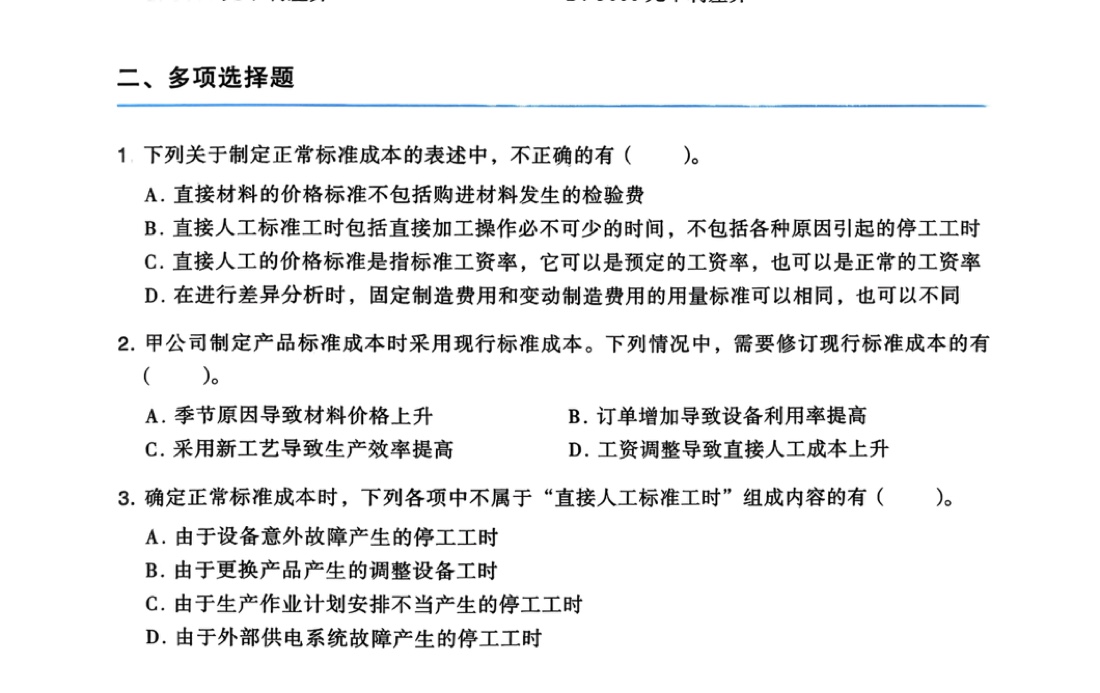 二、多项选择题
1. 下列关于制定正常标准成本的表述中，不正确的有（　　）。
A. 直接材料的价格标准不包括购进材料发生的检验费
B. 直接人工标准工时包括直接加工操作必不可少的时间，不包括各种原因引起的停工工时
C. 直接人工的价格标准是指标准工资率，它可以是预定的工资率，也可以是正常的工资率
D. 在进行差异分析时，固定制造费用和变动制造费用的用量标准可以相同，也可以不同
2. 甲公司制定产品标准成本时采用现行标准成本。下列情况中，需要修订现行标准成本的有
（　　）。
A. 季节原因导致材料价格上升　　B. 订单增加导致设备利用率提高
C. 采用新工艺导致生产效率提高　　D. 工资调整导致直接人工成本上升
3. 确定正常标准成本时，下列各项中不属于“直接人工标准工时”组成内容的有（　　）。
A. 由于设备意外故障产生的停工工时
B. 由于更换产品产生的调整设备工时
C. 由于生产作业计划安排不当产生的停工工时
D. 由于外部供电系统故障产生的停工工时